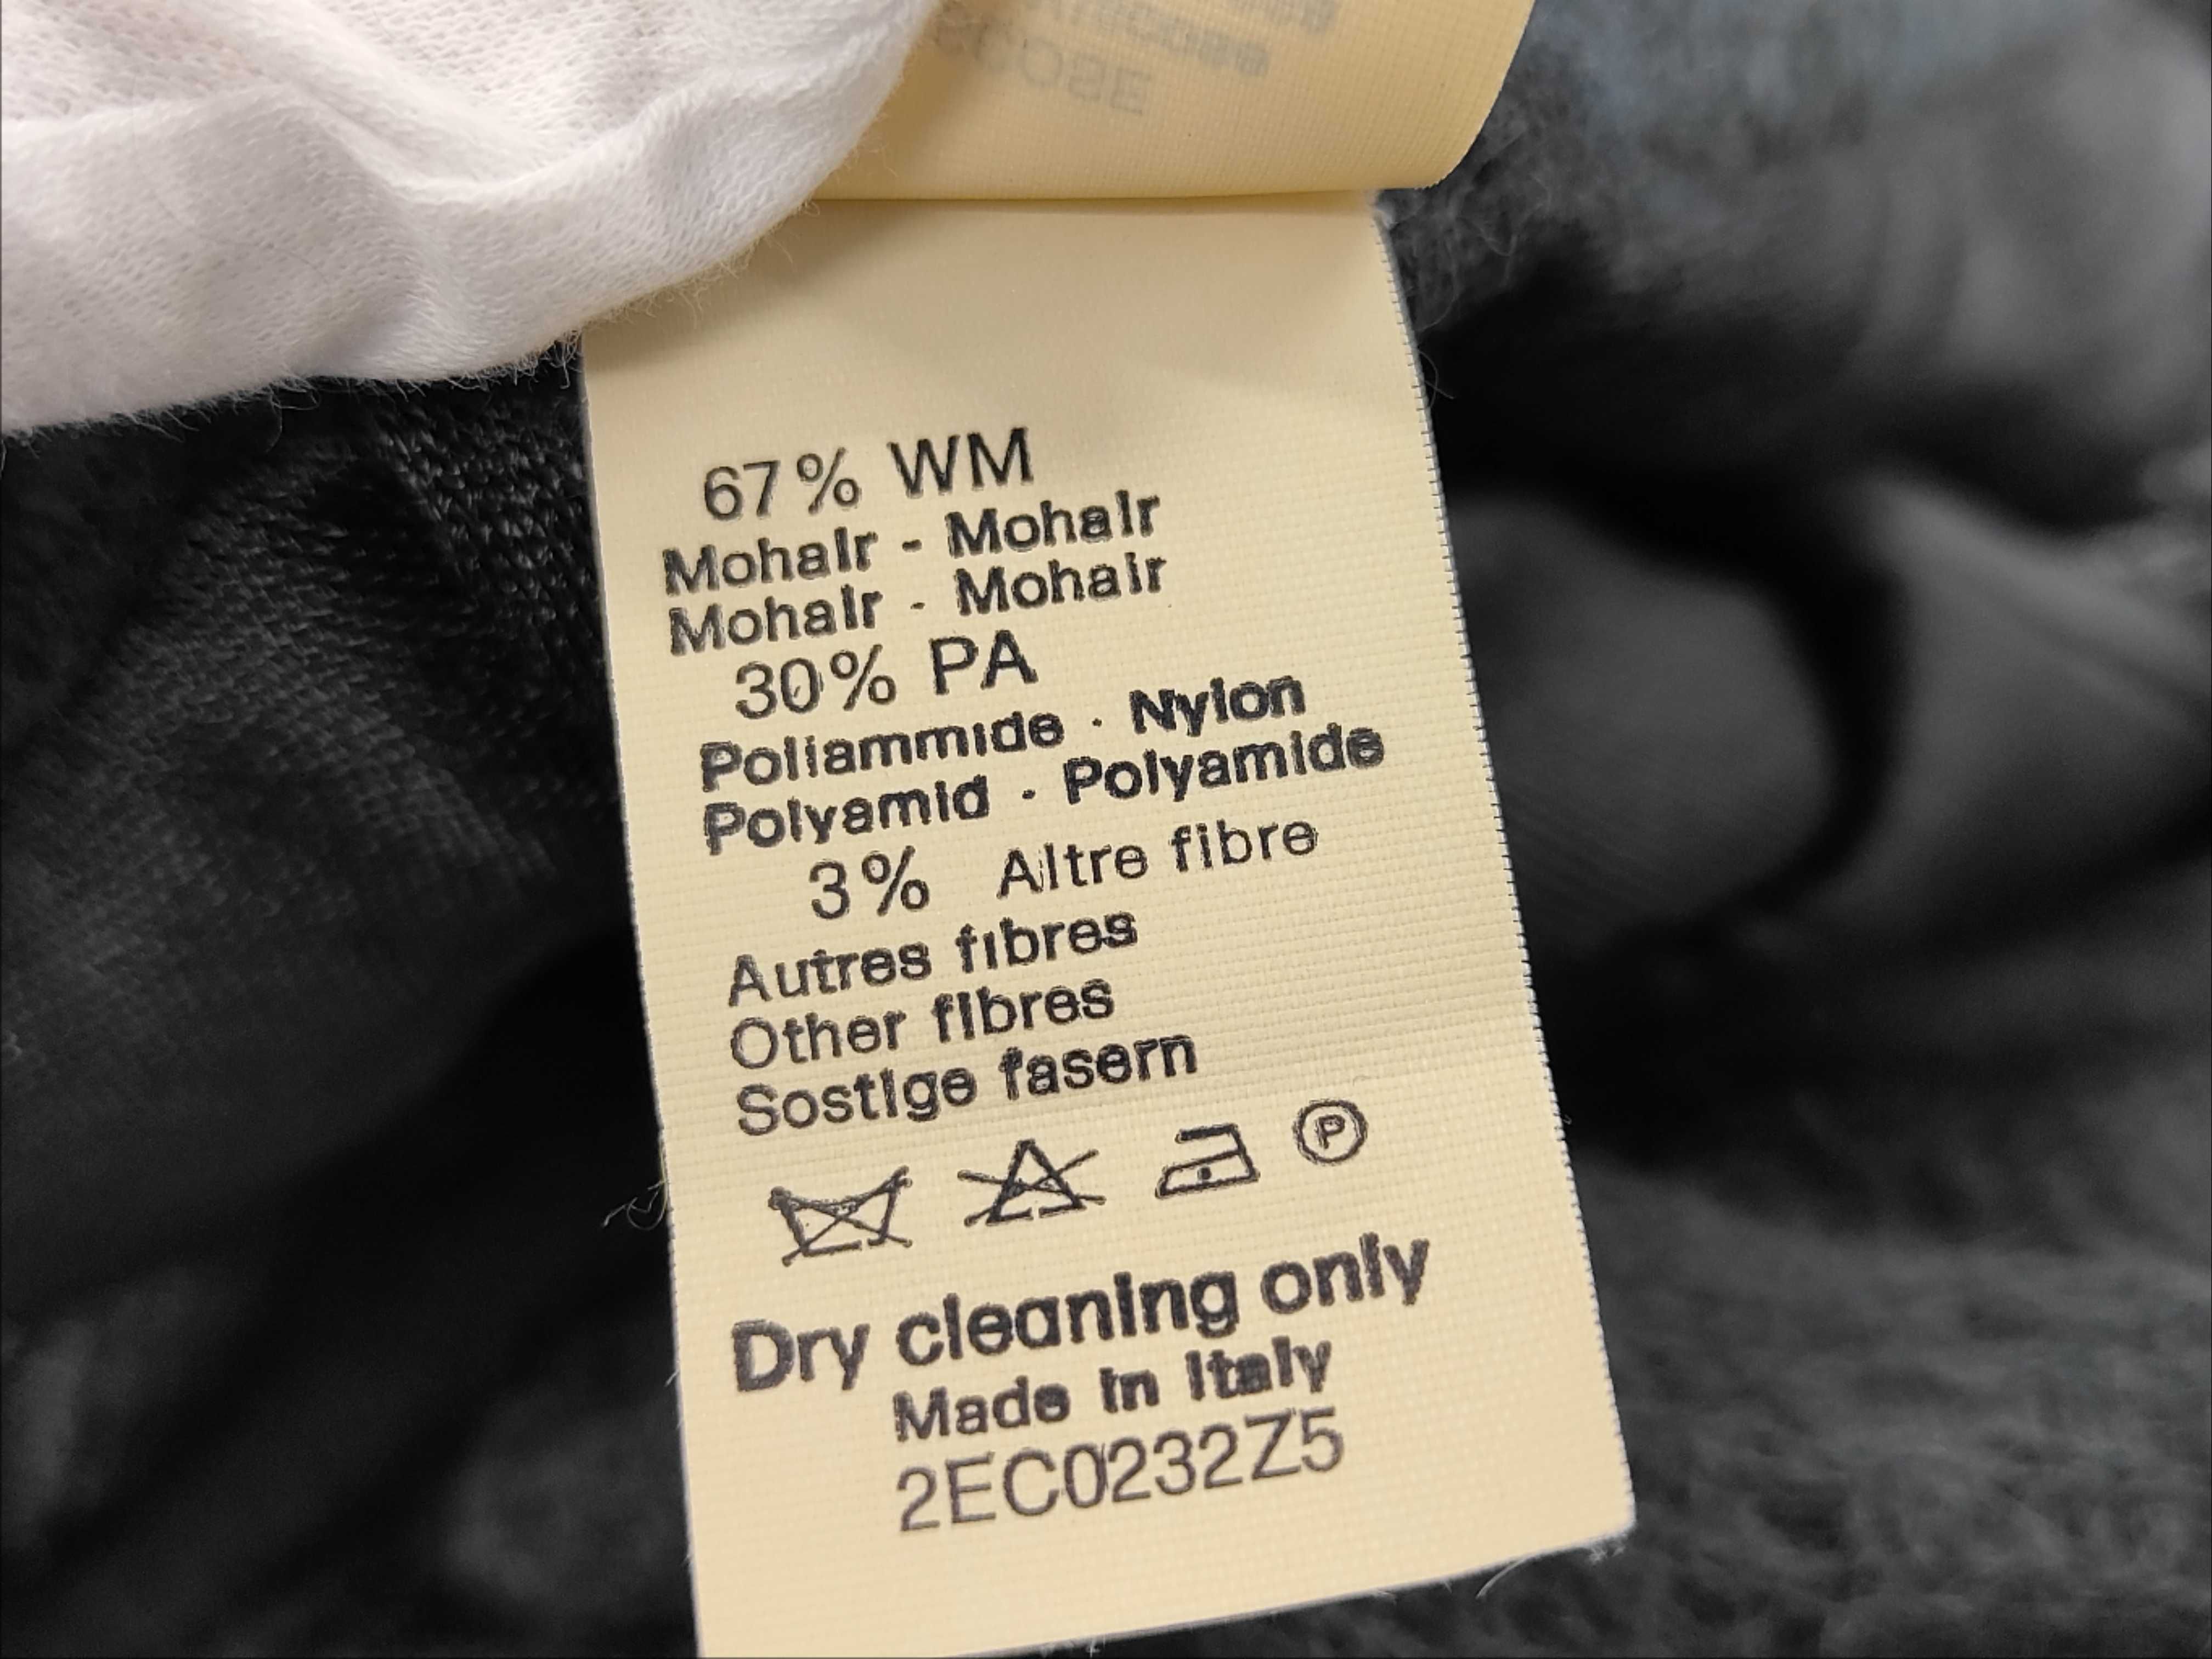 67% WM
Mohair - Mohair
Mohair - Mohair
30% PA
Poliammide - Nylon
Polyamid - Polyamide
3% Altre fibre
Autres fibres
Other fibres
Sostige fasern
P
Dry cleaning only
Made in Italy
2EC0232Z5